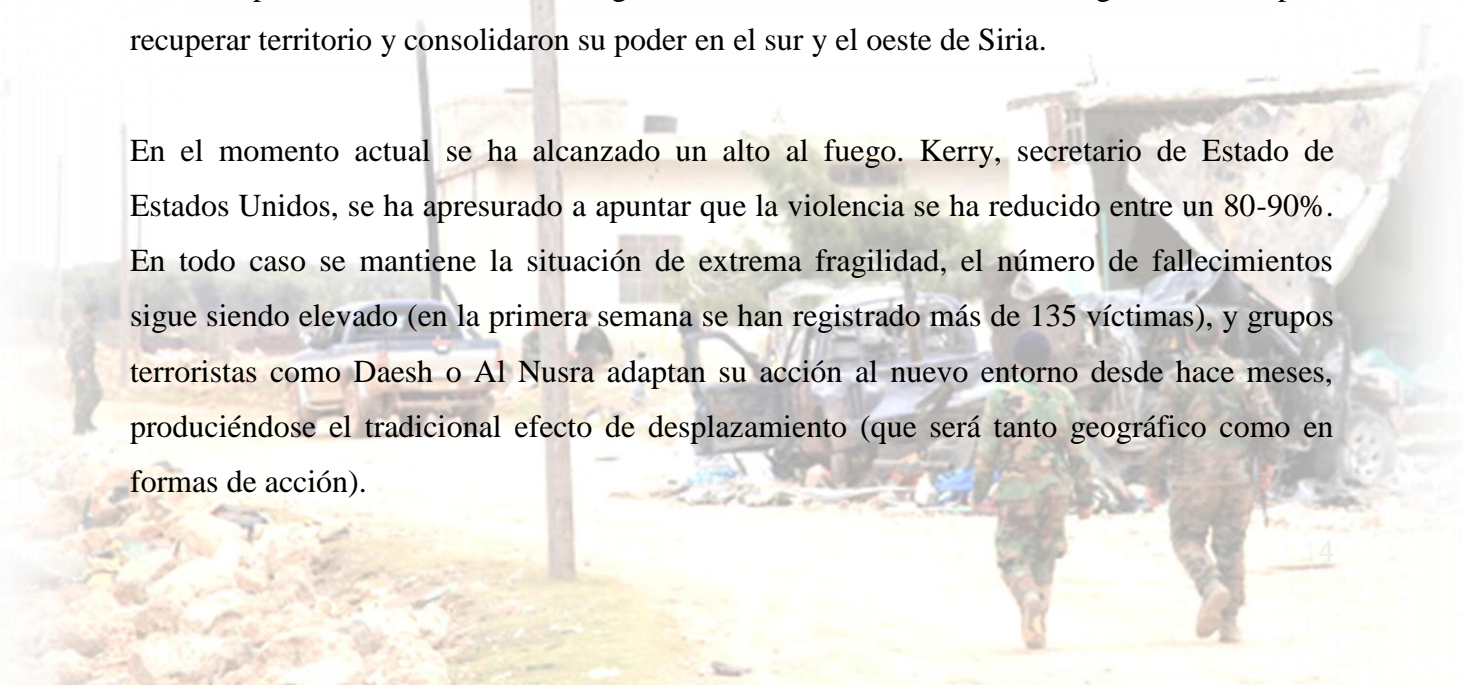 recuperar territorio y consolidaron su poder en el sur y el oeste de Siria.
En el momento actual se ha alcanzado un alto al fuego. Kerry, secretario de Estado de
Estados Unidos, se ha apresurado a apuntar que la violencia se ha reducido entre un 80-90%.
En todo caso se mantiene la situación de extrema fragilidad, el número de fallecimientos
sigue siendo elevado (en la primera semana se han registrado más de 135 víctimas), y grupos
terroristas como Daesh o Al Nusra adaptan su acción al nuevo entorno desde hace meses,
produciéndose el tradicional efecto de desplazamiento (que será tanto geográfico como en
formas de acción).
14